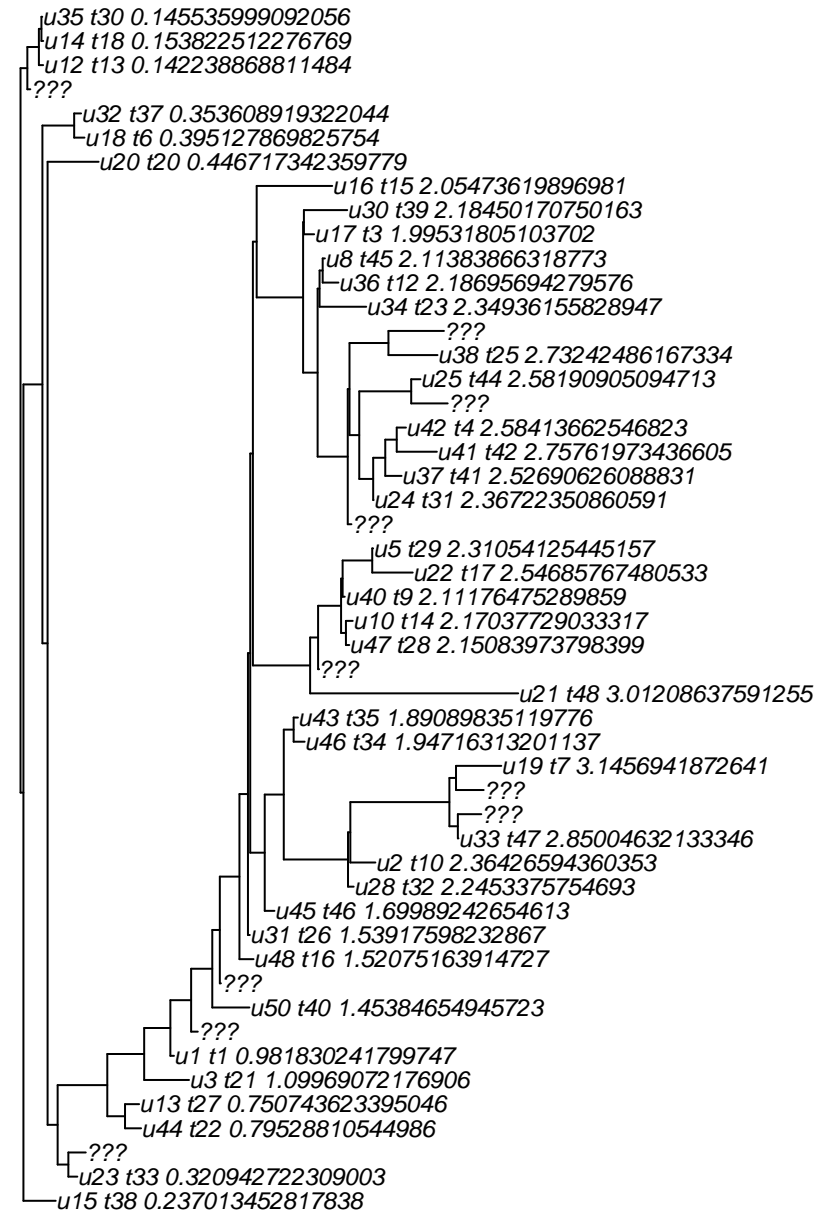 u35 t30 0.145535999092056
u14 t18 0.153822512276769
u12 t13 0.142238868811484
???
u32 t37 0.353608919322044
u18 t6 0.395127869825754
u20 t20 0.446717342359779
u16 t15 2.05473619896981
u30 t39 2.18450170750163
u17 t3 1.99531805103702
u8 t45 2.11383866318773
u36 t12 2.18695694279576
u34 t23 2.34936155828947
???
u38 t25 2.73242486167334
u25 t44 2.58190905094713
???
u42 t4 2.58413662546823
u41 t42 2.75761973436605
u37 t41 2.52690626088831
u24 t31 2.36722350860591
???
u5 t29 2.31054125445157
u22 t17 2.54685767480533
u40 t9 2.11176475289859
u10 t14 2.17037729033317
u47 t28 2.15083973798399
???
u21 t48 3.01208637591255
u43 t35 1.89089835119776
u46 t34 1.94716313201137
u19 t7 3.1456941872641
???
???
u33 t47 2.85004632133346
u2 t10 2.36426594360353
u28 t32 2.2453375754693
u45 t46 1.69989242654613
u31 t26 1.53917598232867
u48 t16 1.52075163914727
???
u50 t40 1.45384654945723
???
u1 t1 0.981830241799747
u3 t21 1.09969072176906
u13 t27 0.750743623395046
u44 t22 0.79528810544986
???
u23 t33 0.320942722309003
u15 t38 0.237013452817838